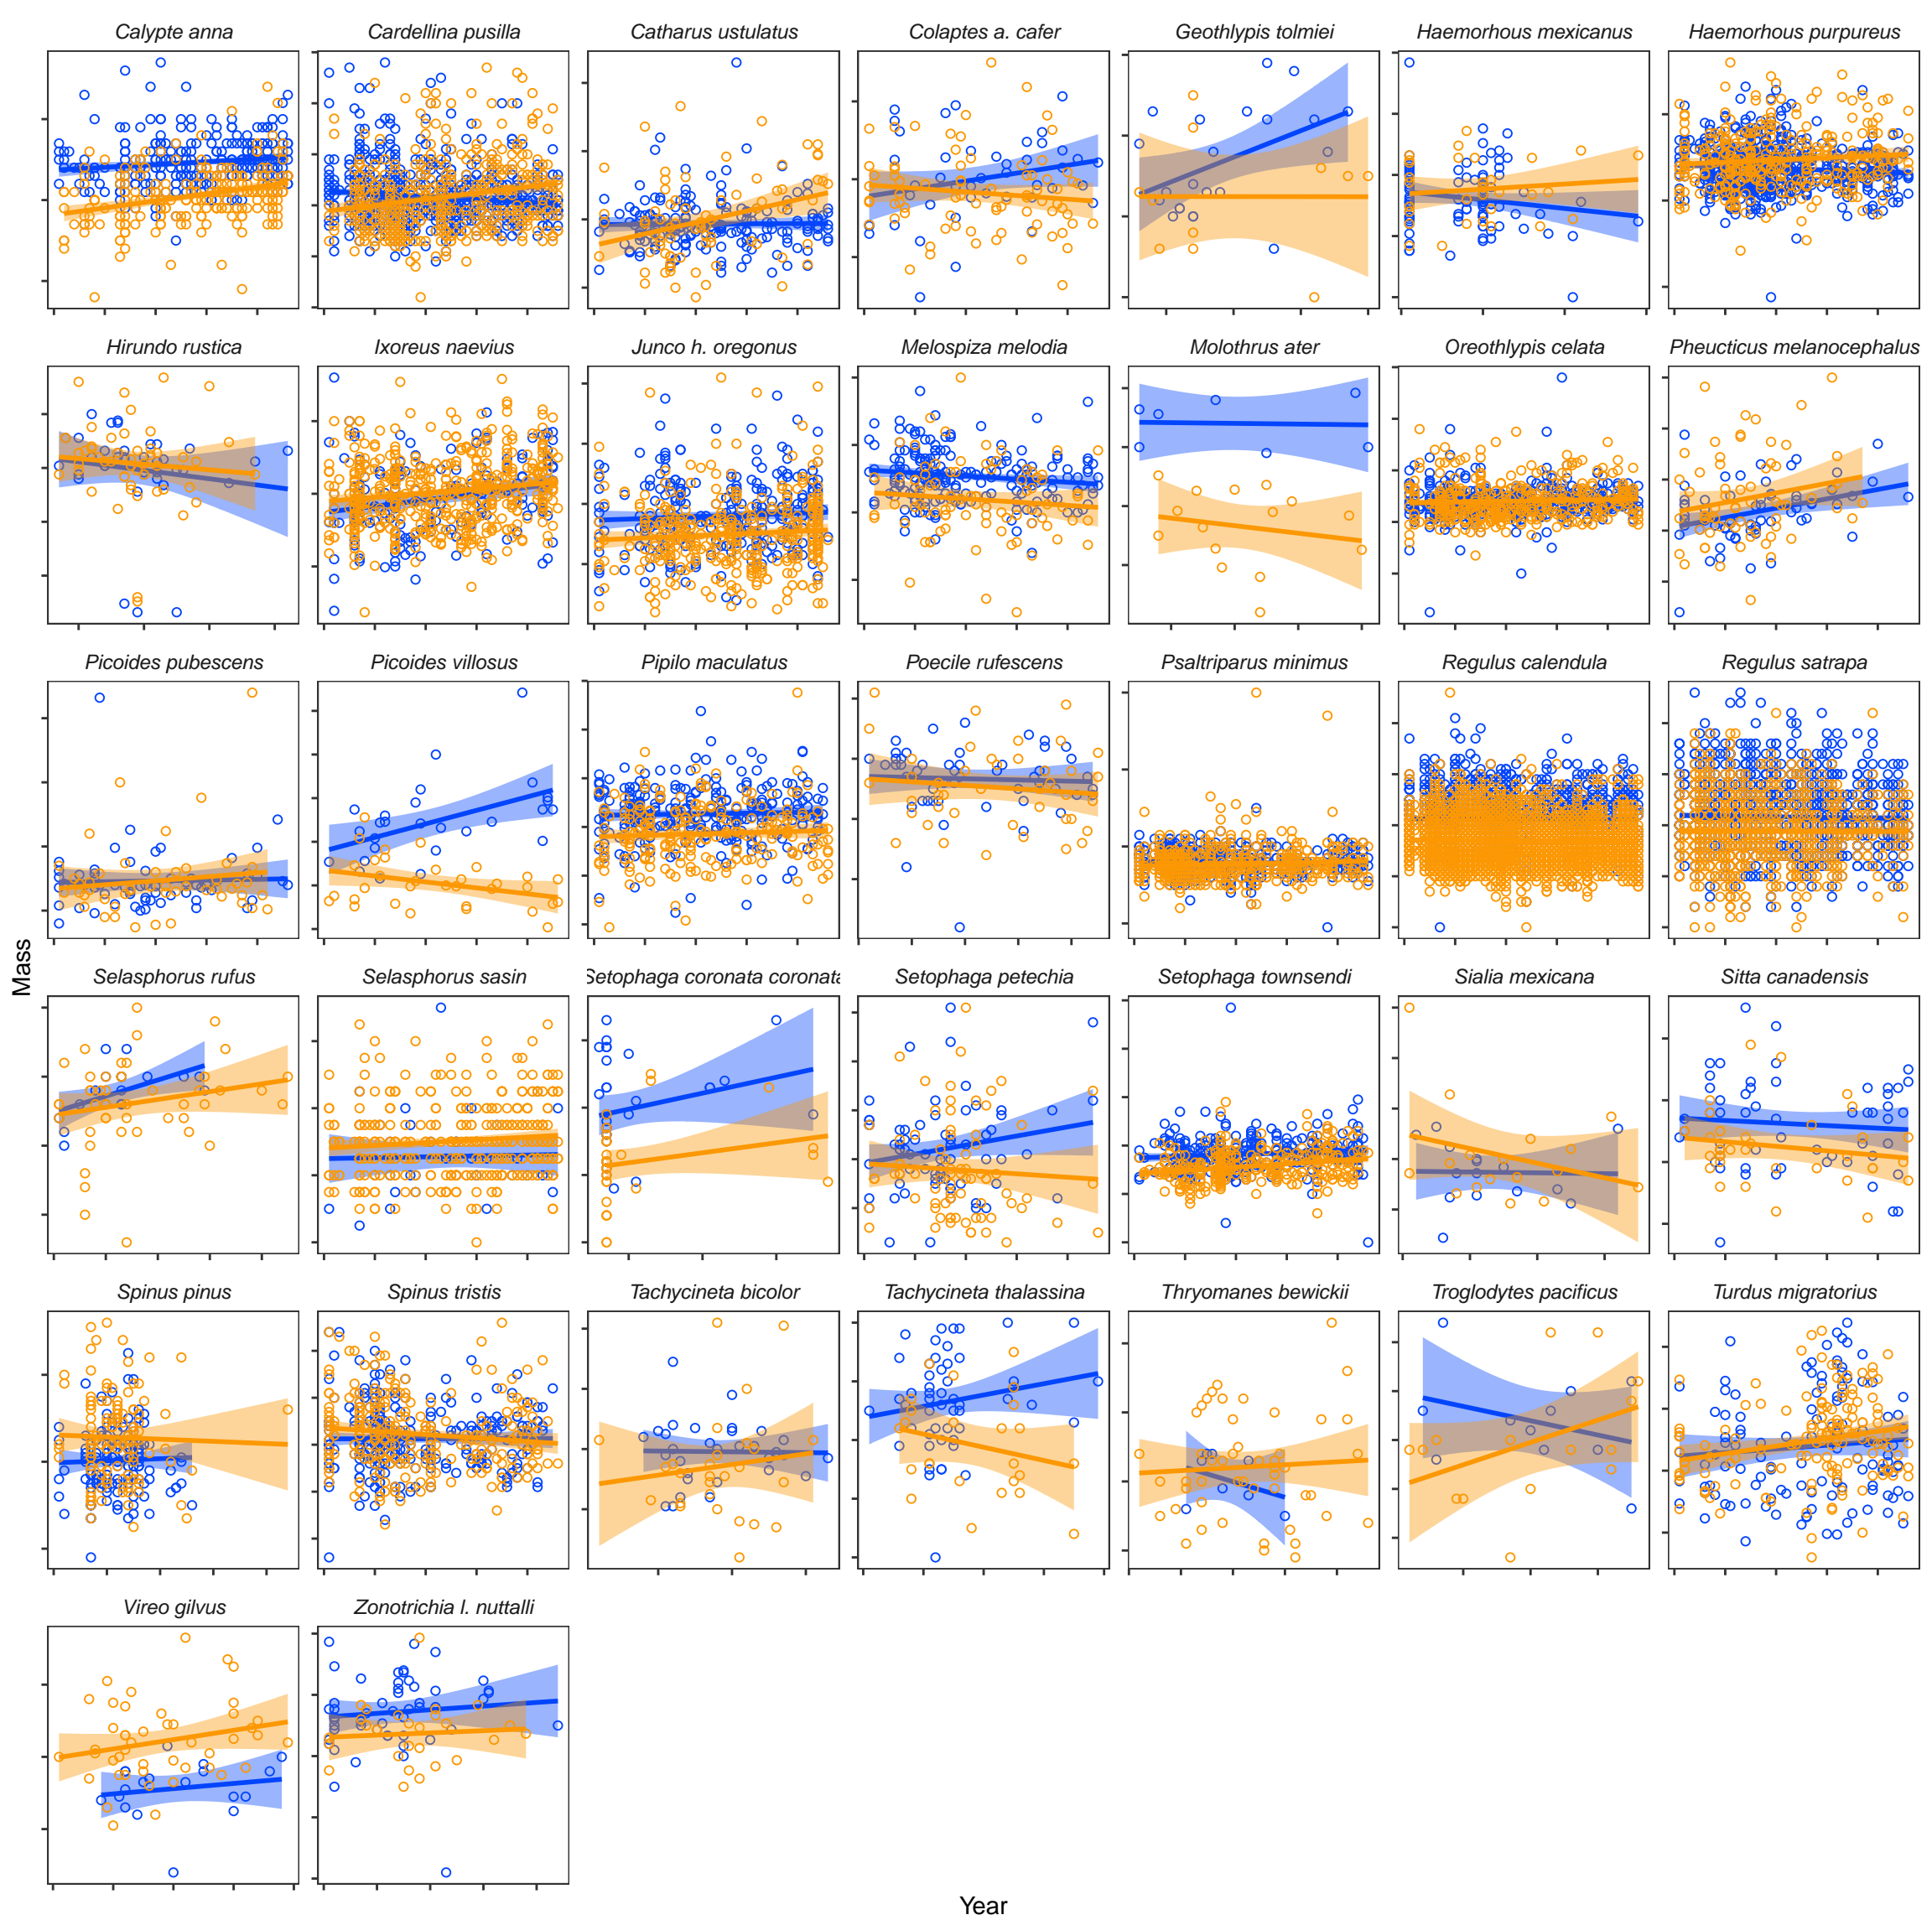 Calypte anna
Cardellina pusilla
Catharus ustulatus
Colaptes a. cafer
Geothlypis tolmiei
Haemorhous mexicanus
Haemorhous purpureus
Hirundo rustica
Ixoreus naevius
Junco h. oregonus
Melospiza melodia
Molothrus ater
Oreothlypis celata
Pheucticus melanocephalus
Picoides pubescens
Picoides villosus
Pipilo maculatus
Poecile rufescens
Psaltriparus minimus
Regulus calendula
Regulus satrapa
Mass
Selasphorus rufus
Selasphorus sasin
Setophaga coronata coronata
Setophaga petechia
Setophaga townsendi
Sialia mexicana
Sitta canadensis
Spinus pinus
Spinus tristis
Tachycineta bicolor
Tachycineta thalassina
Thryomanes bewickii
Troglodytes pacificus
Turdus migratorius
Vireo gilvus
Zonotrichia l. nuttalli
Year